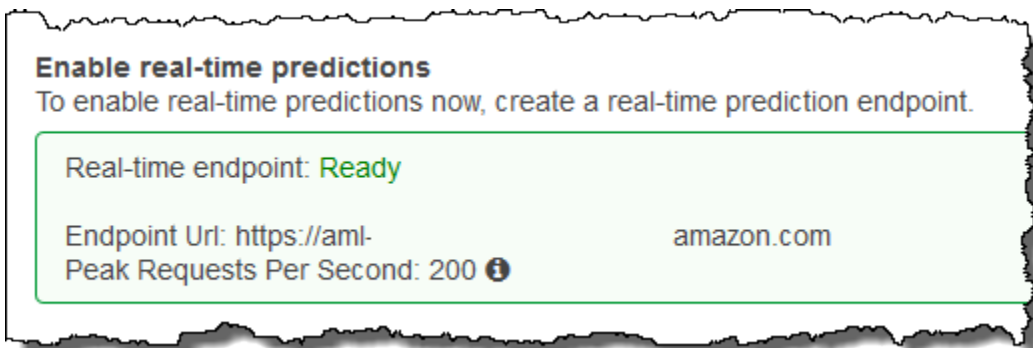 Enable real-time predictions
To enable real-time predictions now, create a real-time prediction endpoint.
Real-time endpoint: Ready
Endpoint Url: https://aml- amazon.com
Peak Requests Per Second: 200